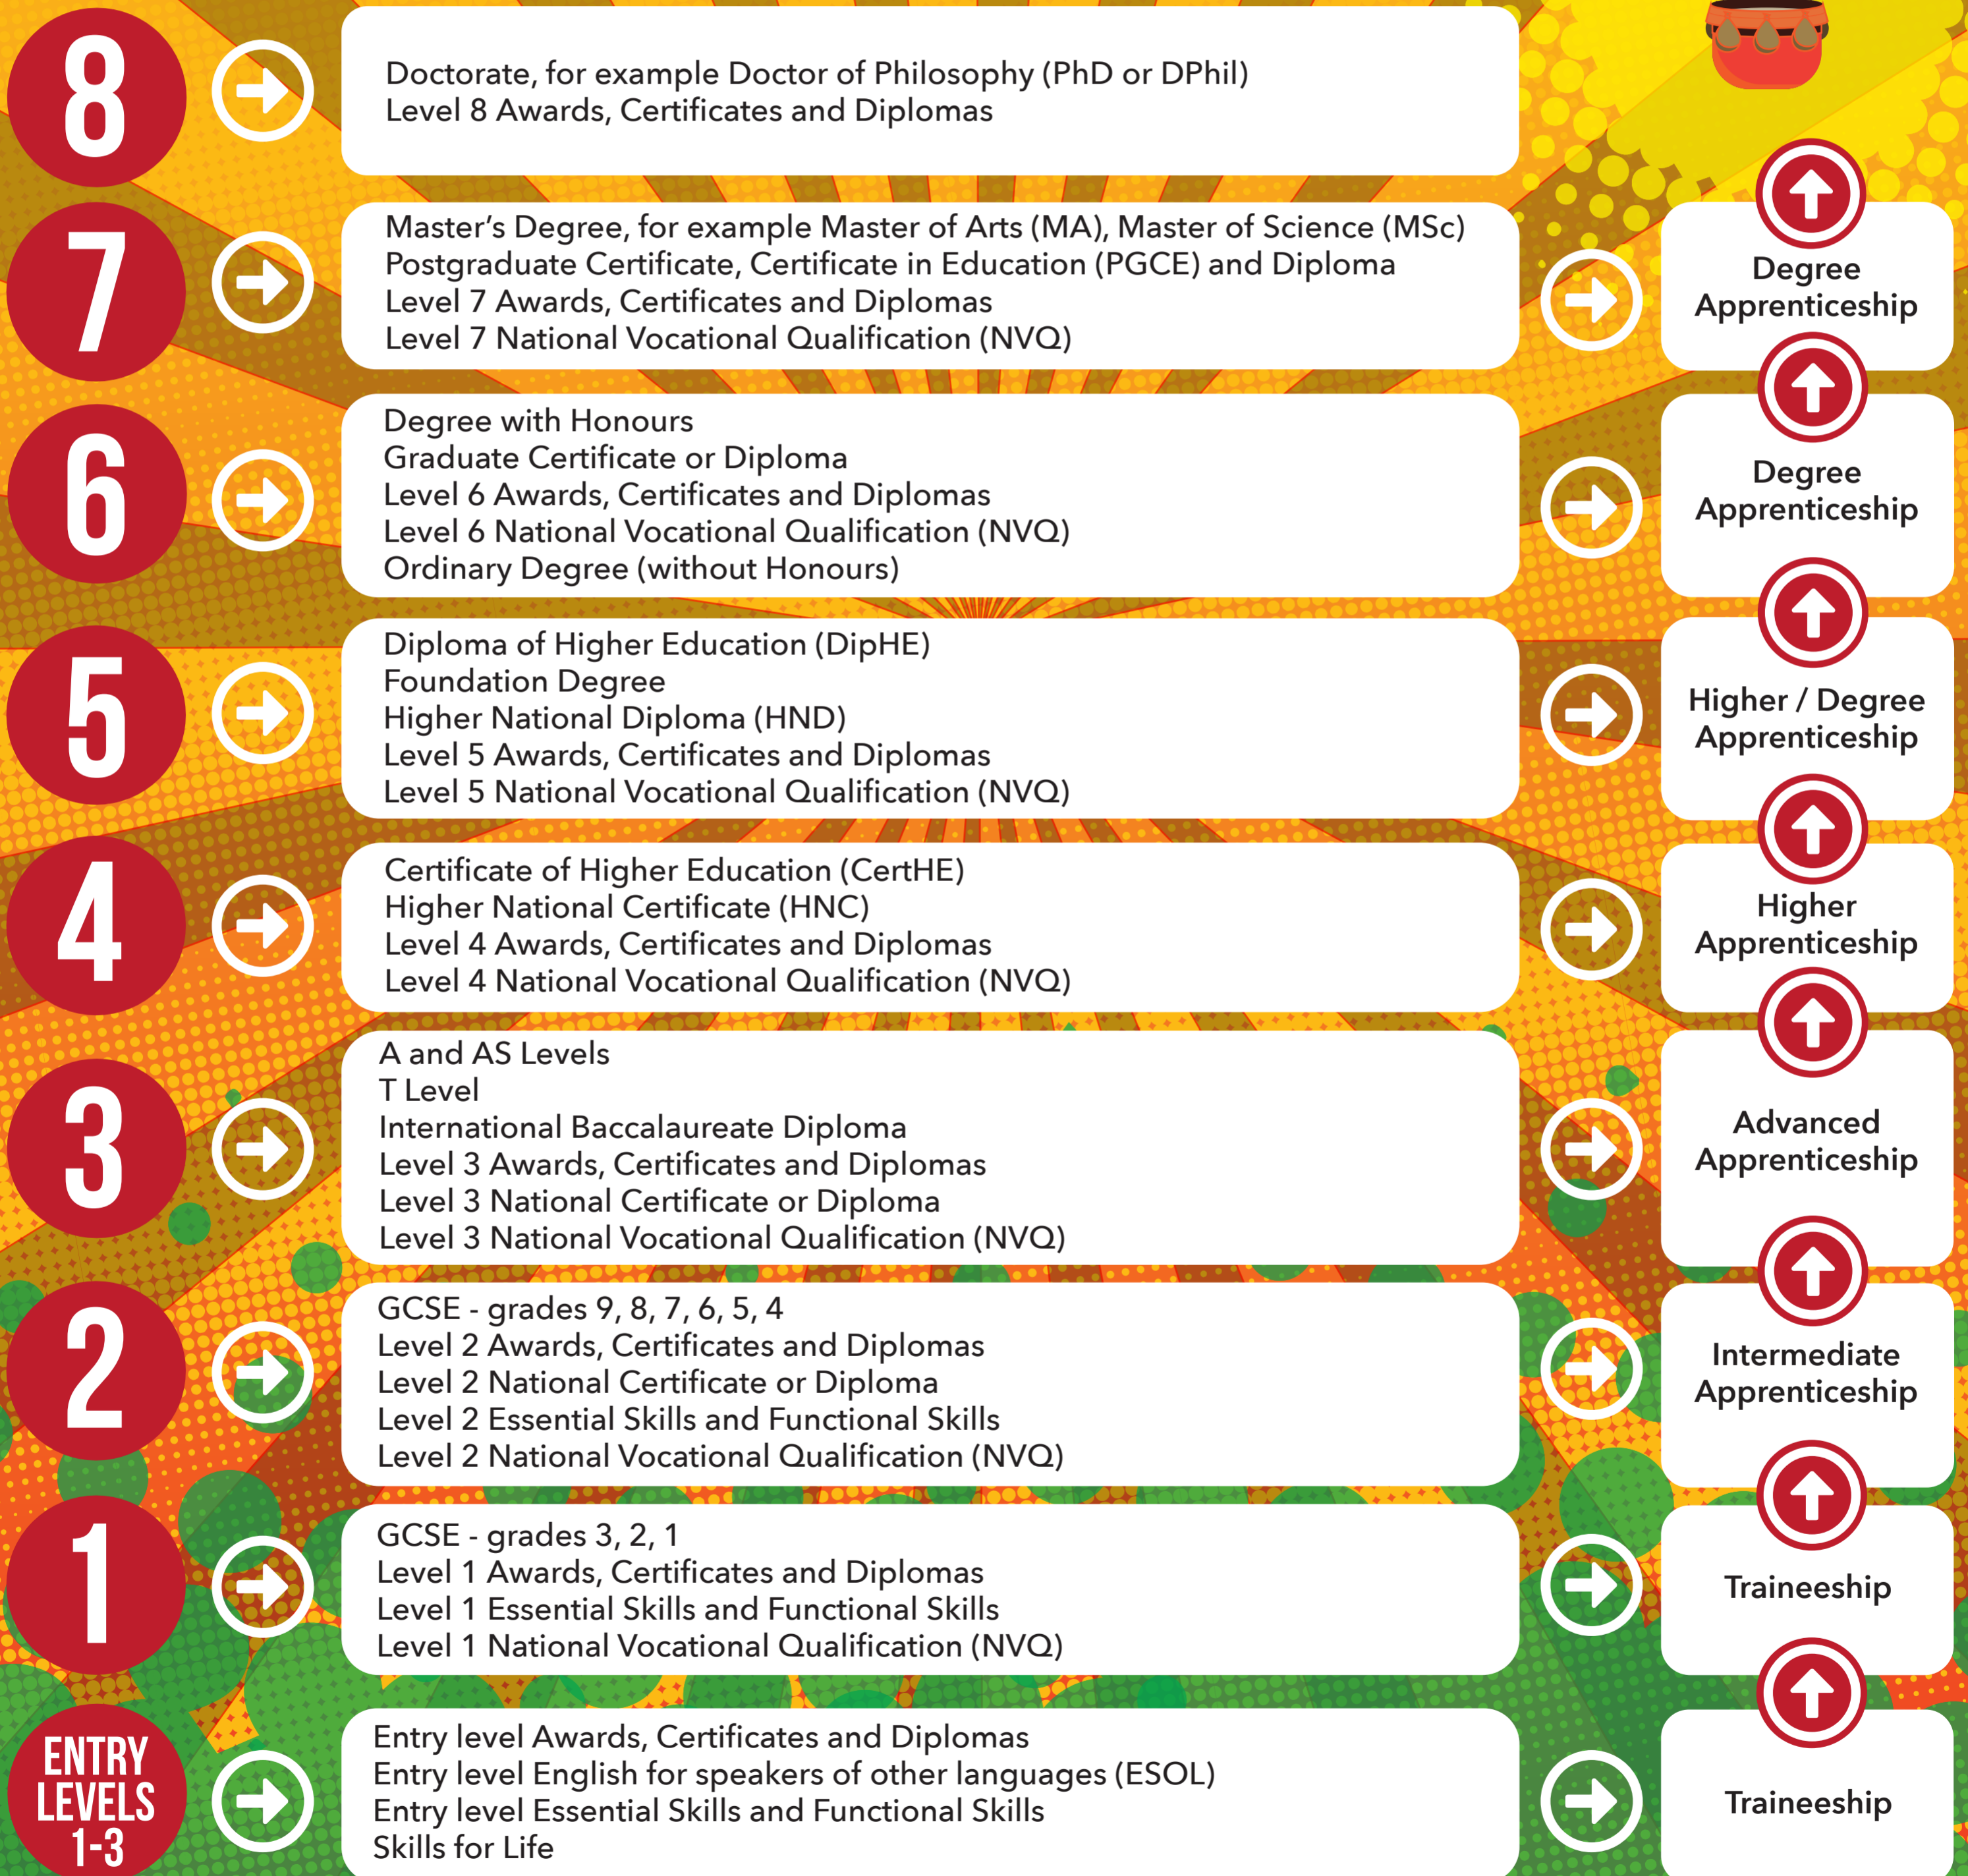 8
Doctorate, for example Doctor of Philosophy (PhD or DPhil)
Level 8 Awards, Certificates and Diplomas
7
Master's Degree, for example Master of Arts (MA), Master of Science (MSc)
Postgraduate Certificate, Certificate in Education (PGCE) and Diploma
Level 7 Awards, Certificates and Diplomas
Level 7 National Vocational Qualification (NVQ)
Degree
Apprenticeship
6
Degree with Honours
Graduate Certificate or Diploma
Level 6 Awards, Certificates and Diplomas
Level 6 National Vocational Qualification (NVQ)
Ordinary Degree (without Honours)
Degree
Apprenticeship
5
Diploma of Higher Education (DipHE)
Foundation Degree
Higher National Diploma (HND)
Level 5 Awards, Certificates and Diplomas
Level 5 National Vocational Qualification (NVQ)
Higher / Degree
Apprenticeship
4
Certificate of Higher Education (CertHE)
Higher National Certificate (HNC)
Level 4 Awards, Certificates and Diplomas
Level 4 National Vocational Qualification (NVQ)
Higher
Apprenticeship
3
A and AS Levels
T Level
International Baccalaureate Diploma
Level 3 Awards, Certificates and Diplomas
Level 3 National Certificate or Diploma
Level 3 National Vocational Qualification (NVQ)
Advanced
Apprenticeship
2
GCSE - grades 9, 8, 7, 6, 5, 4
Level 2 Awards, Certificates and Diplomas
Level 2 National Certificate or Diploma
Level 2 Essential Skills and Functional Skills
Level 2 National Vocational Qualification (NVQ)
Intermediate
Apprenticeship
1
GCSE - grades 3, 2, 1
Level 1 Awards, Certificates and Diplomas
Level 1 Essential Skills and Functional Skills
Level 1 National Vocational Qualification (NVQ)
Traineeship
ENTRY
LEVELS
1-3
Entry level Awards, Certificates and Diplomas
Entry level English for speakers of other languages (ESOL)
Entry level Essential Skills and Functional Skills
Skills for Life
Traineeship